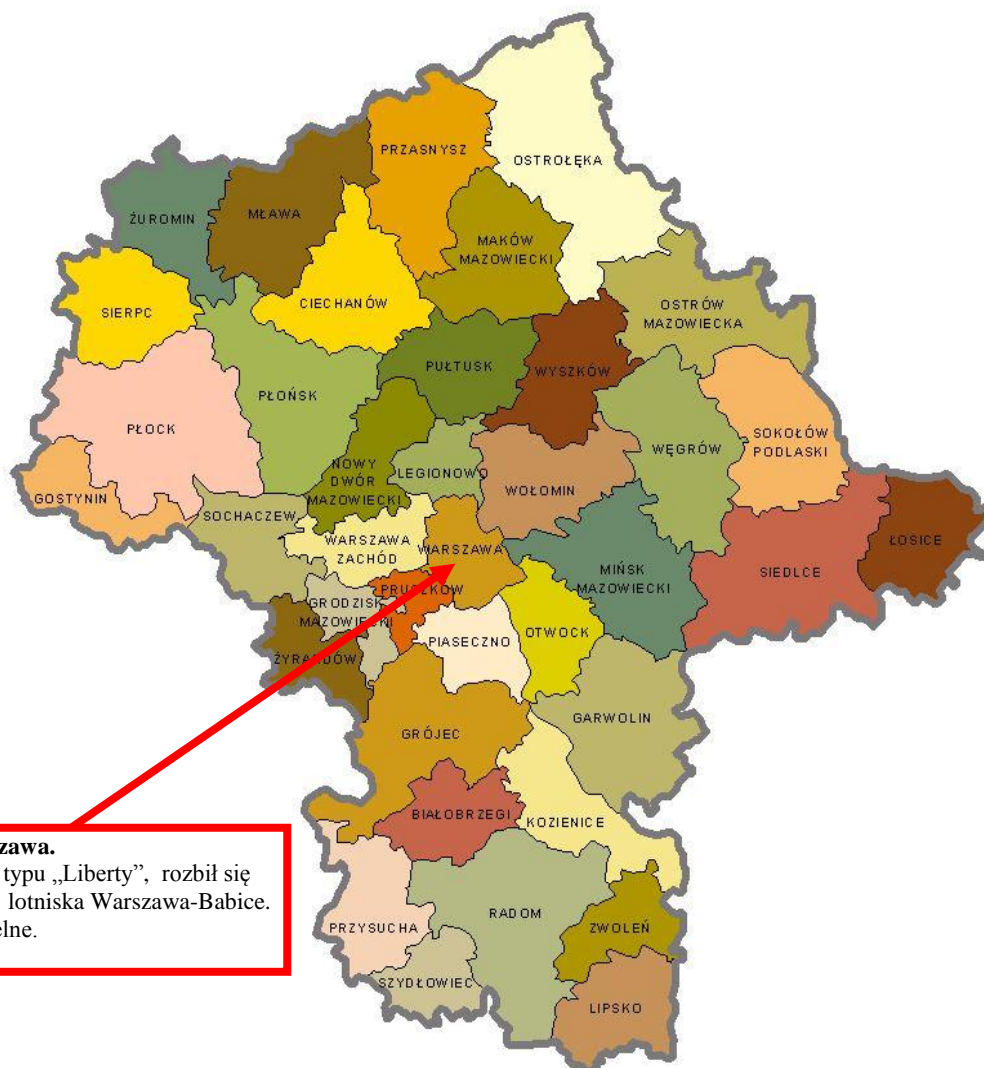 PRZASNYSZ
OSTROŁĘKA
ŻUROMIN
MŁAWA
MAKÓW
MAZOWIECKI
SIERPC
CIECHANÓW
OSTRÓW
MAZOWIECKA
PUŁTUSK
WYSZKÓW
PŁOŃSK
PŁOCK
WĘGRÓW
SOKOŁÓW
PODLASKI
NOWY
DWÓR
MAZOWIECKI
LEGIONOWO
WOŁOMIN
GOSTYNIN
SOCHACZEW
WARSZAWA
ZACHÓD
WARSZAWA
MIŃSK
MAZOWIECKI
SIEDLCE
ŁOSICE
PRUSZKÓW
GRODZISK
MAZOWIECKI
PIASECZNO
OTWOCK
ŻYRARDÓW
GARWOLIN
GRÓJEC
BIAŁOBRZEGI
KOZIENICE
zawa.
typu „Liberty”, rozbił się
lotniska Warszawa-Babice.
elne.
PRZYSUCHA
RADOM
ZWOLEŃ
SZYDŁOWIEC
LIPSKO